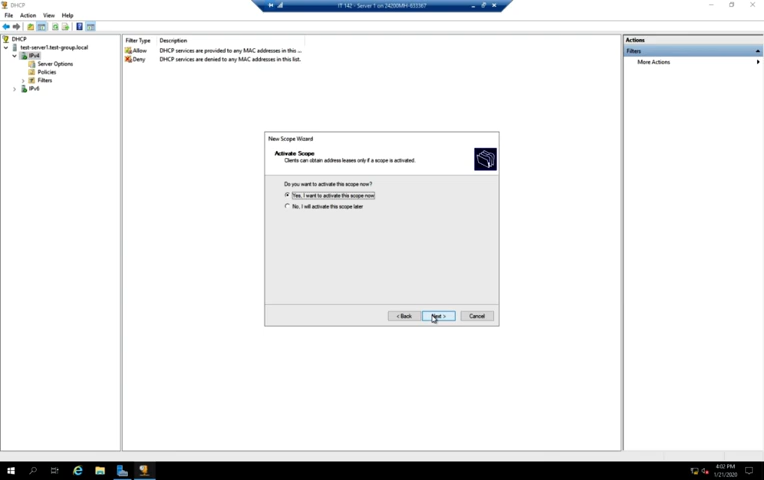 DHCP
IT 142 - Server 1 on 24200MH-653367
File Action View Help
DHCP
test-server1.test-group.local
IPv4
Server Options
Policies
Filters
IPv6
Filter Type Description
Allow DHCP services are provided to any MAC addresses in this ...
Deny DHCP services are denied to any MAC addresses in this list.
Actions
Filters
More Actions
New Scope Wizard
Activate Scope
Clients can obtain address leases only if a scope is activated.
Do you want to activate this scope now?
Yes, I want to activate this scope now
No, I will activate this scope later
< Back Next > Cancel
4:02 PM
1/21/2020